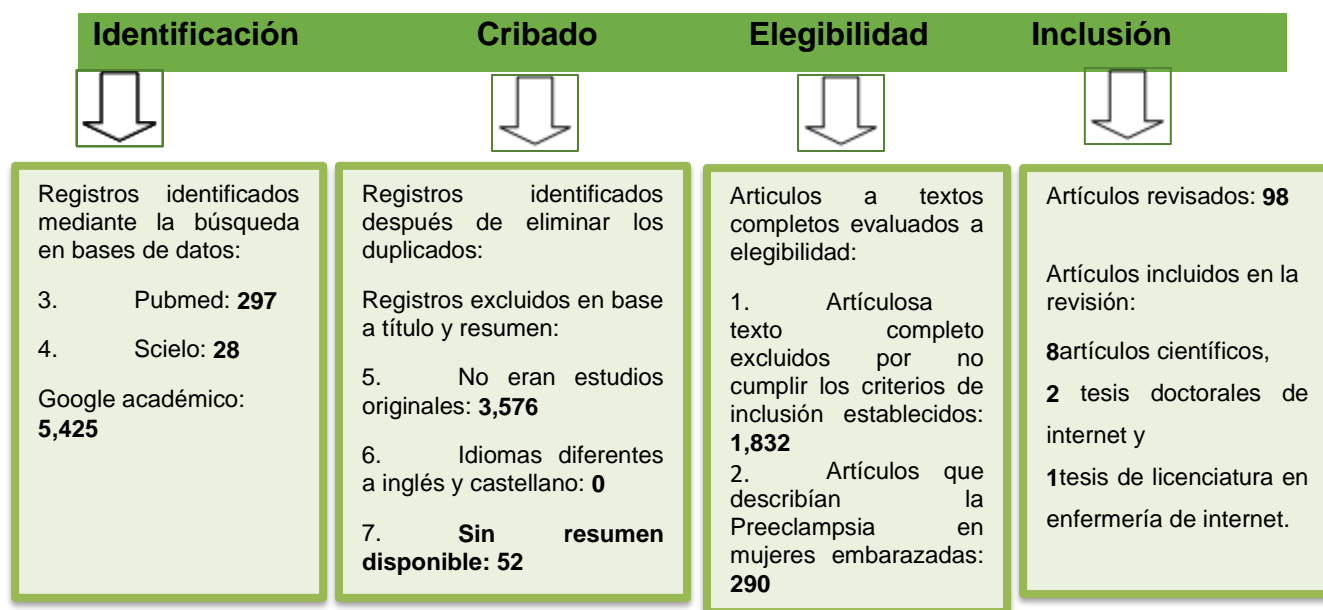 Identificación Cribado Elegibilidad Inclusión
Registros identificados
mediante la búsqueda
en bases de datos:
3. Pubmed: 297
4. Scielo: 28
Google académico:
5,425
Registros identificados
después de eliminar los
duplicados:
Registros excluidos en base
a título y resumen:
5. No eran estudios
originales: 3,576
6. Idiomas diferentes
a inglés y castellano: 0
7. Sin resumen
disponible: 52
Articulos a textos
completos evaluados a
elegibilidad:
1. Artículosa
texto completo
excluidos por no
cumplir los criterios de
inclusión establecidos:
1,832
2. Artículos que
describían la
Preeclampsia en
mujeres embarazadas:
290
Artículos revisados: 98
Artículos incluidos en la
revisión:
8artículos científicos,
2 tesis doctorales de
internet y
1tesis de licenciatura en
enfermería de internet.